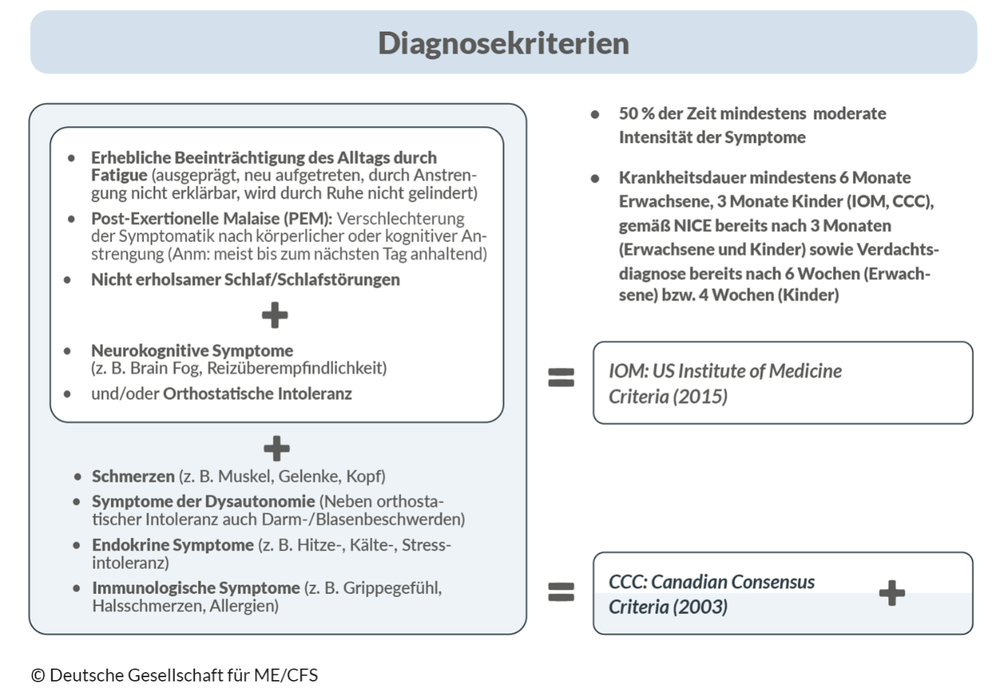 Diagnosekriterien
• Erhebliche Beeinträchtigung des Alltags durch
Fatigue (ausgeprägt, neu aufgetreten, durch Anstren-
gung nicht erklärbar, wird durch Ruhe nicht gelindert)
• Post-Exertionelle Malaise (PEM): Verschlechterung
der Symptomatik nach körperlicher oder kognitiver An-
strengung (Anm: meist bis zum nächsten Tag anhaltend)
• Nicht erholsamer Schlaf/Schlafstörungen
+
• Neurokognitive Symptome
(z. B. Brain Fog, Reizüberempfindlichkeit)
• und/oder Orthostatische Intoleranz
+
• Schmerzen (z. B. Muskel, Gelenke, Kopf)
• Symptome der Dysautonomie (Neben orthosta-
tischer Intoleranz auch Darm-/Blasenbeschwerden)
• Endokrine Symptome (z. B. Hitze-, Kälte-, Stress-
intoleranz)
• Immunologische Symptome (z. B. Grippegefühl,
Halsschmerzen, Allergien)
• 50 % der Zeit mindestens moderate
Intensität der Symptome
• Krankheitsdauer mindestens 6 Monate
Erwachsene, 3 Monate Kinder (IOM, CCC),
gemäß NICE bereits nach 3 Monaten
(Erwachsene und Kinder) sowie Verdachts-
diagnose bereits nach 6 Wochen (Erwach-
sene) bzw. 4 Wochen (Kinder)
=
IOM: US Institute of Medicine
Criteria (2015)
=
CCC: Canadian Consensus
Criteria (2003)
+
© Deutsche Gesellschaft für ME/CFS